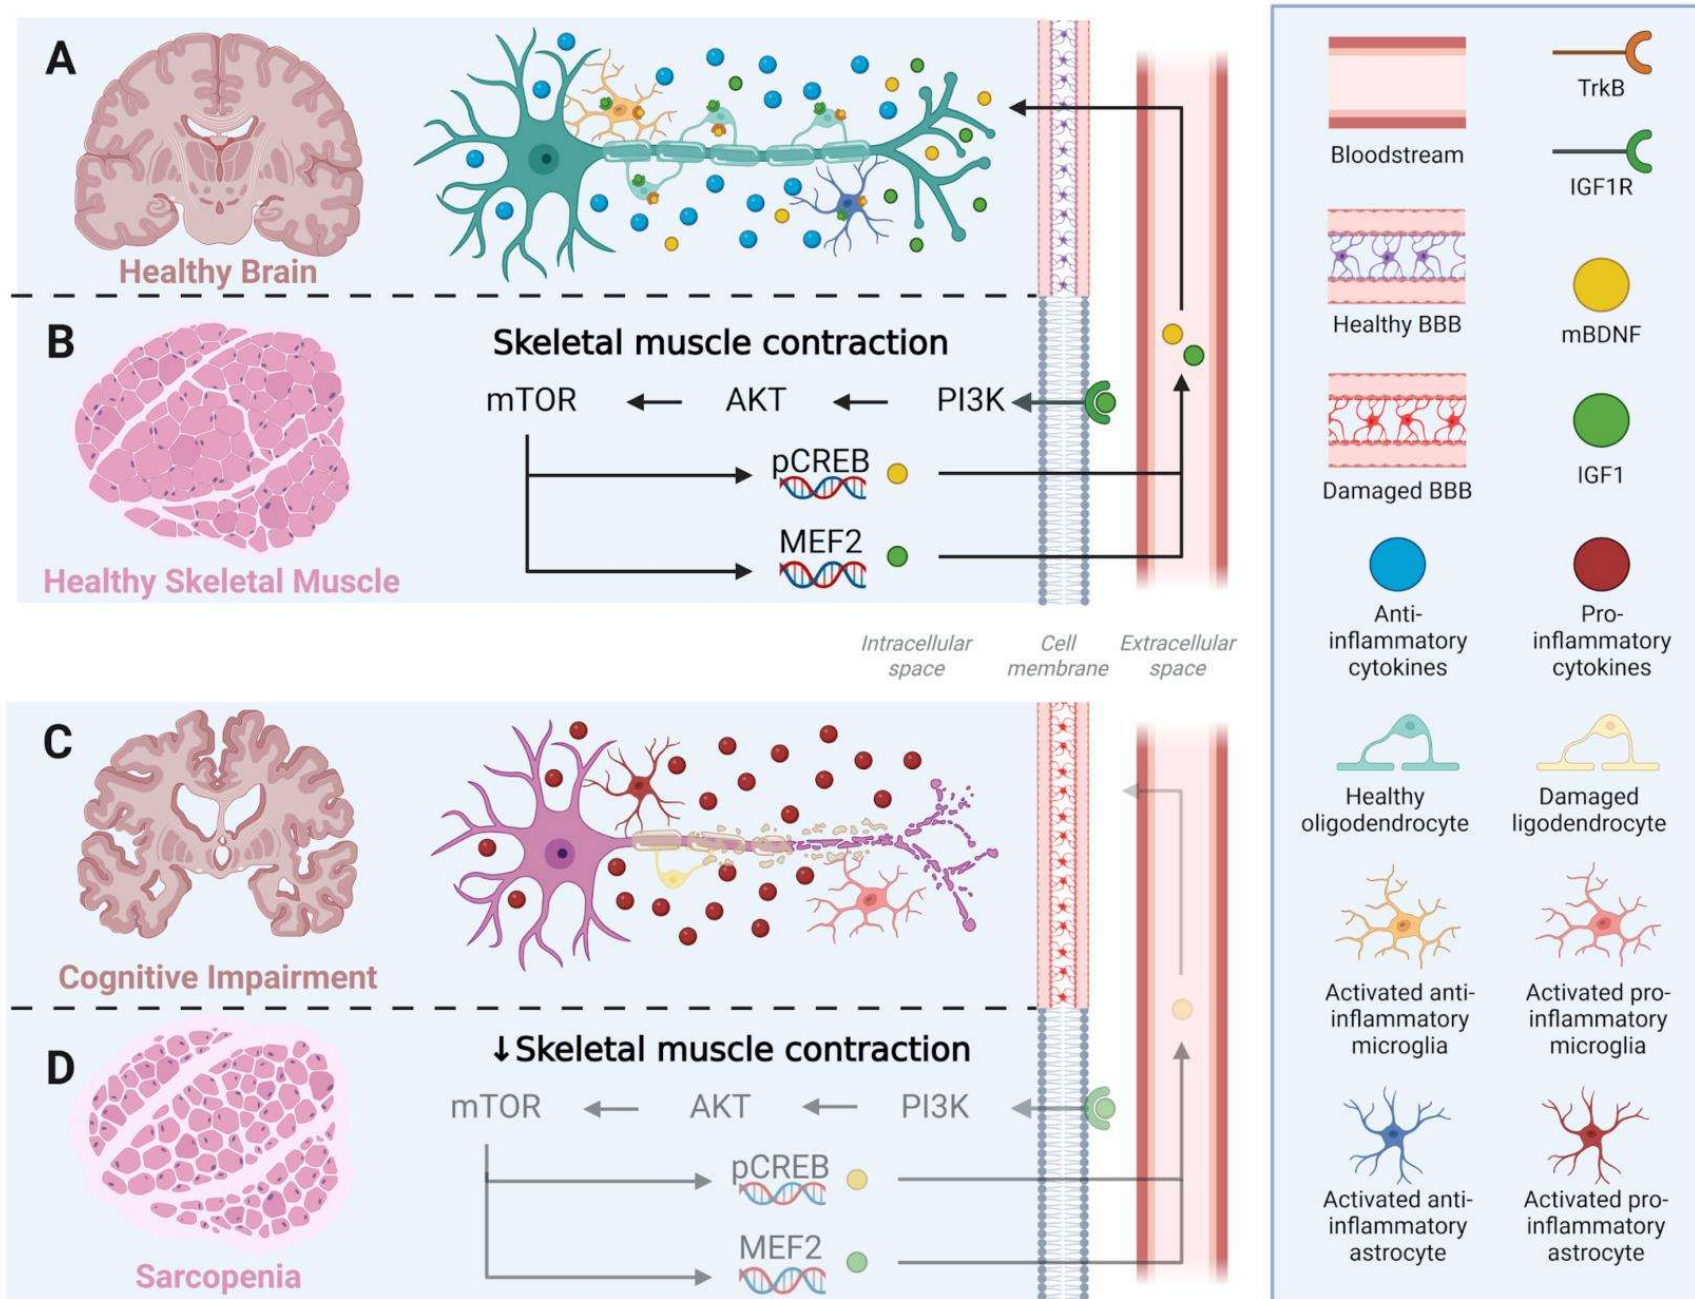 A
Healthy Brain
B
Skeletal muscle contraction
mTOR
AKT
PI3K
pCREB
MEF2
Healthy Skeletal Muscle
Intracellular
space
Cell
membrane
Extracellular
space
C
Cognitive Impairment
D
↓Skeletal muscle contraction
mTOR
AKT
PI3K
pCREB
MEF2
Sarcopenia
Bloodstream
TrkB
IGF1R
Healthy BBB
mBDNF
Damaged BBB
IGF1
Anti-
inflammatory
cytokines
Pro-
inflammatory
cytokines
Healthy
oligodendrocyte
Damaged
ligodendrocyte
Activated anti-
inflammatory
microglia
Activated pro-
inflammatory
microglia
Activated anti-
inflammatory
astrocyte
Activated pro-
inflammatory
astrocyte